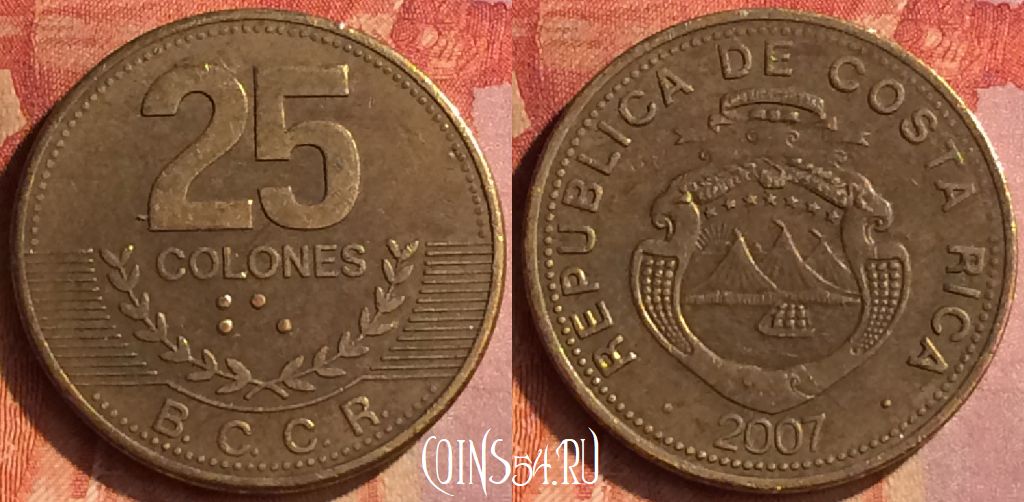 25
COLONES
B. C. C. R.
REPUBLICA DE COSTA RICA
2007
COINS54.RU